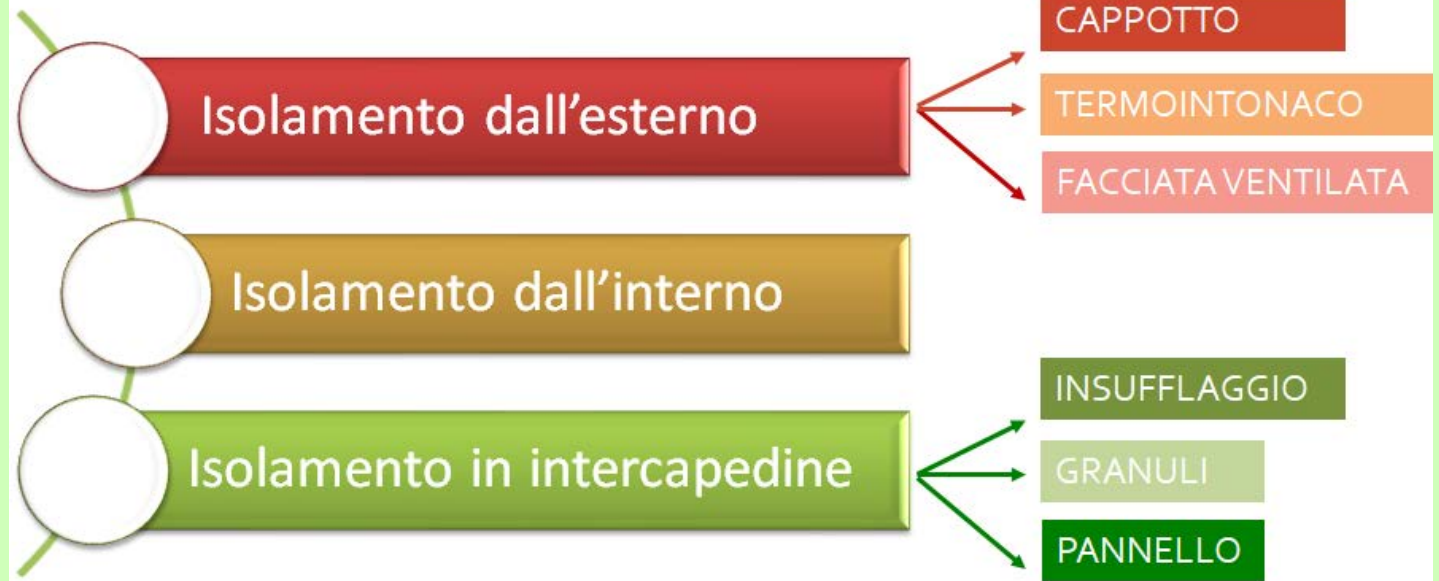 Isolamento dall'esterno
CAPPOTTO
TERMOINTONACO
FACCIATA VENTILATA
Isolamento dall'interno
Isolamento in intercapedine
INSUFFLAGGIO
GRANULI
PANNELLO